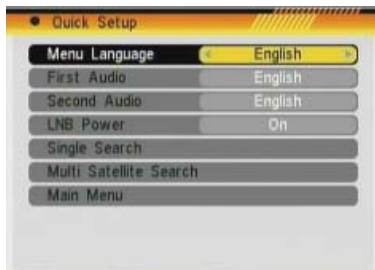 Quick Setup
Menu Language English
First Audio English
Second Audio English
LNB Power On
Single Search
Multi Satellite Search
Main Menu